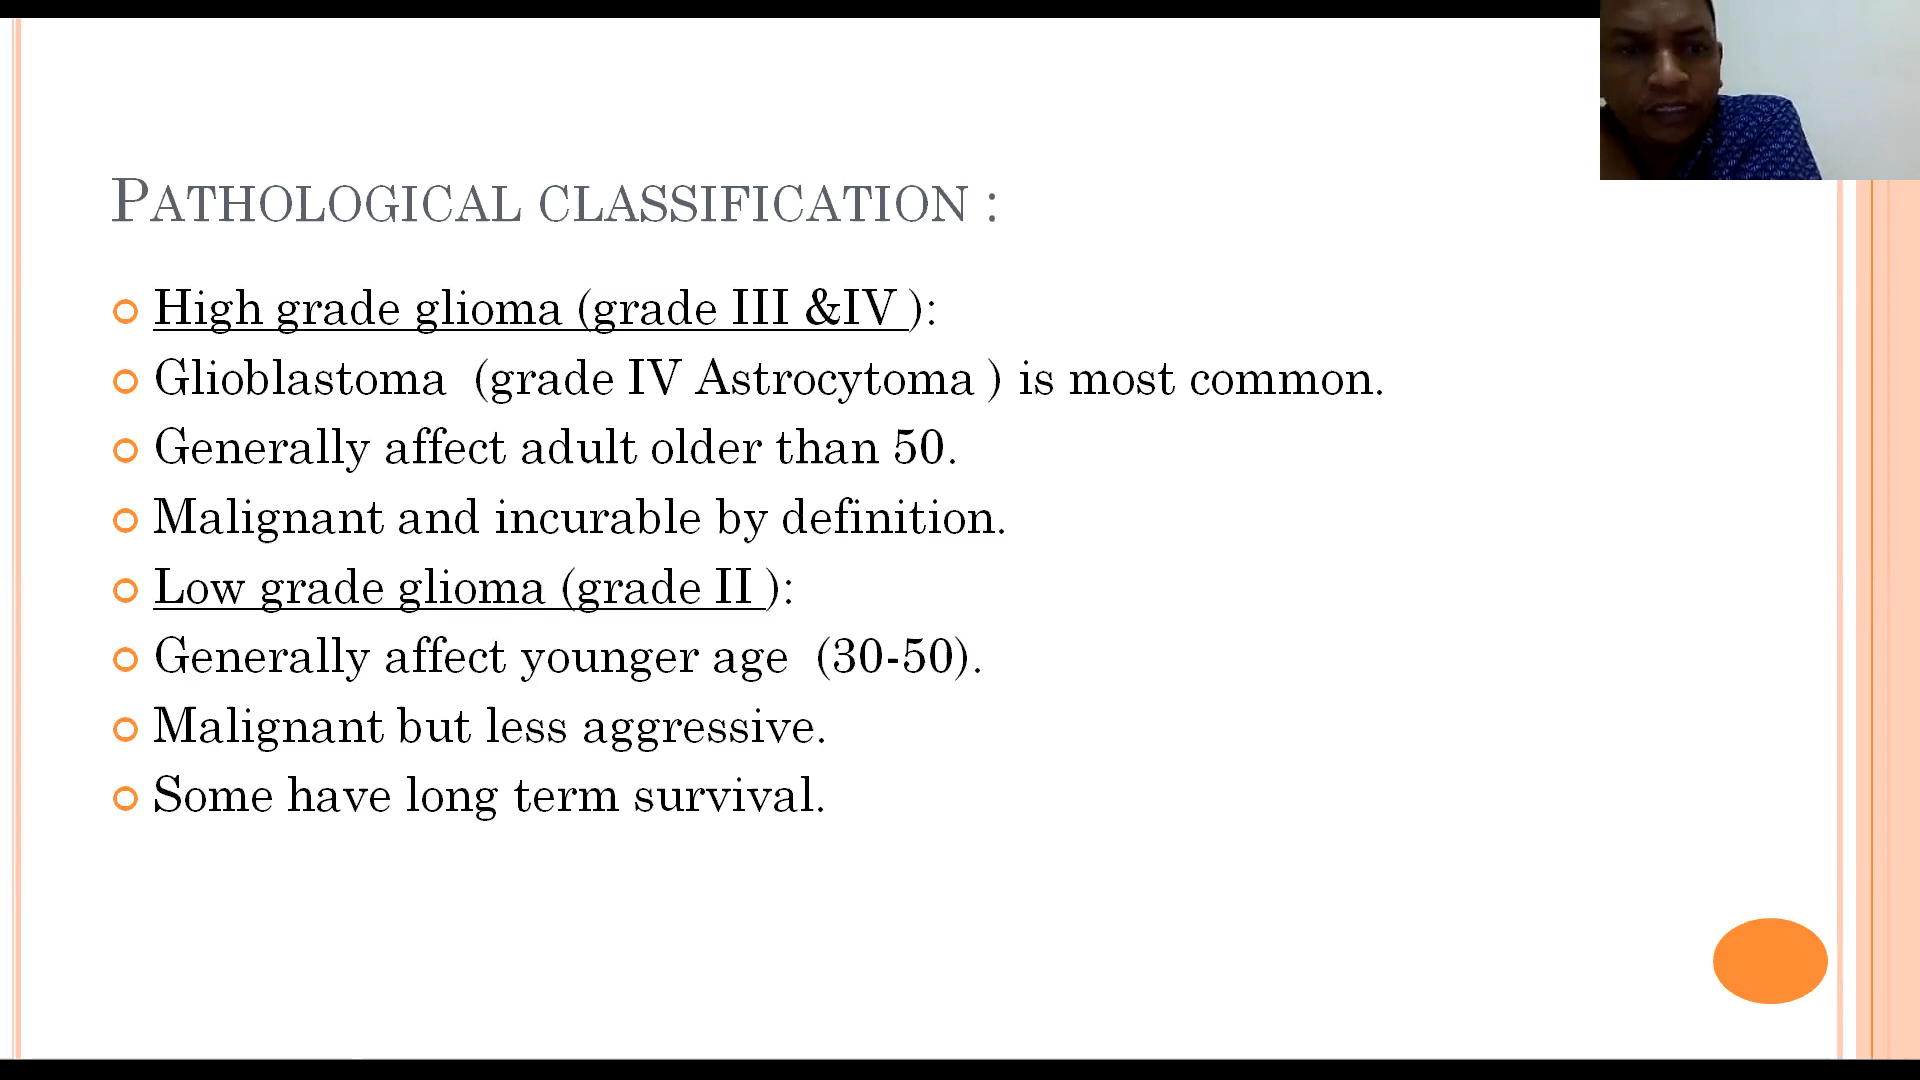 PATHOLOGICAL CLASSIFICATION :
High grade glioma (grade III &IV ):
Glioblastoma  (grade IV Astrocytoma ) is most common.
Generally affect adult older than 50.
Malignant and incurable by definition.
Low grade glioma (grade II ):
Generally affect younger age  (30-50).
Malignant but less aggressive.
Some have long term survival.